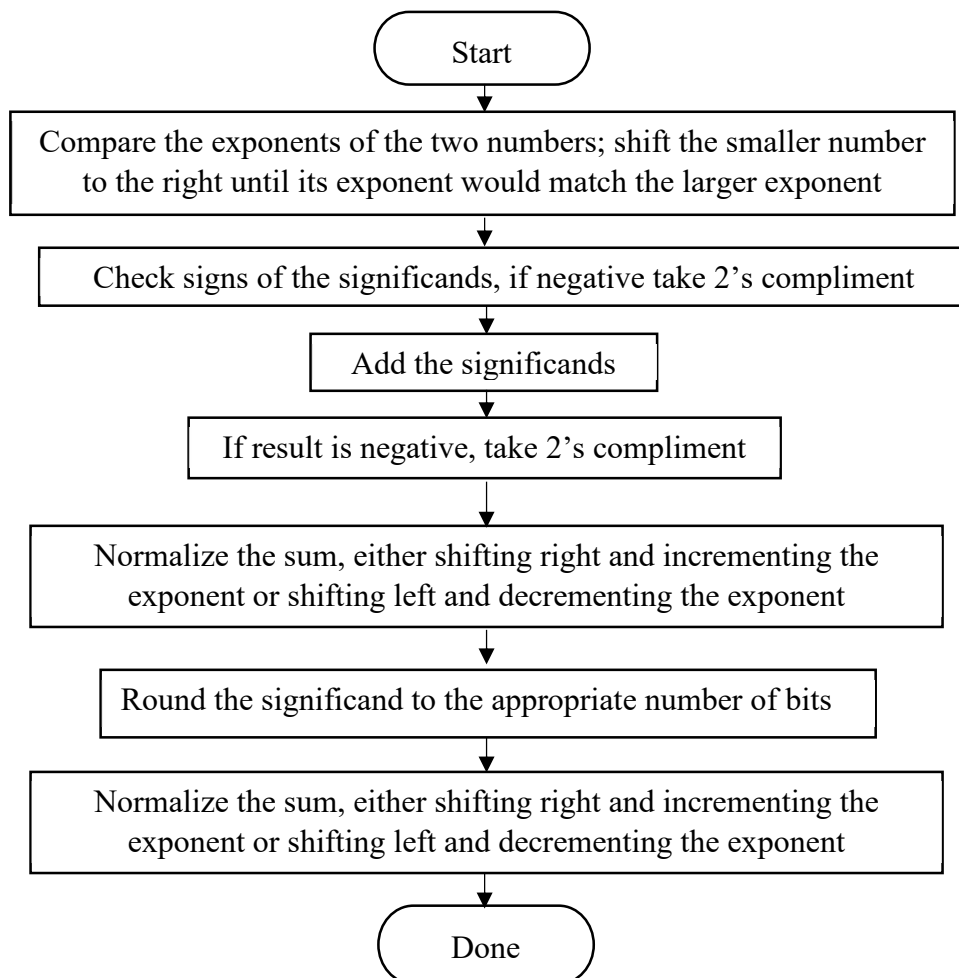 Start
Compare the exponents of the two numbers; shift the smaller number
to the right until its exponent would match the larger exponent
Check signs of the significands, if negative take 2’s compliment
Add the significands
If result is negative, take 2’s compliment
Normalize the sum, either shifting right and incrementing the
exponent or shifting left and decrementing the exponent
Round the significand to the appropriate number of bits
Normalize the sum, either shifting right and incrementing the
exponent or shifting left and decrementing the exponent
Done